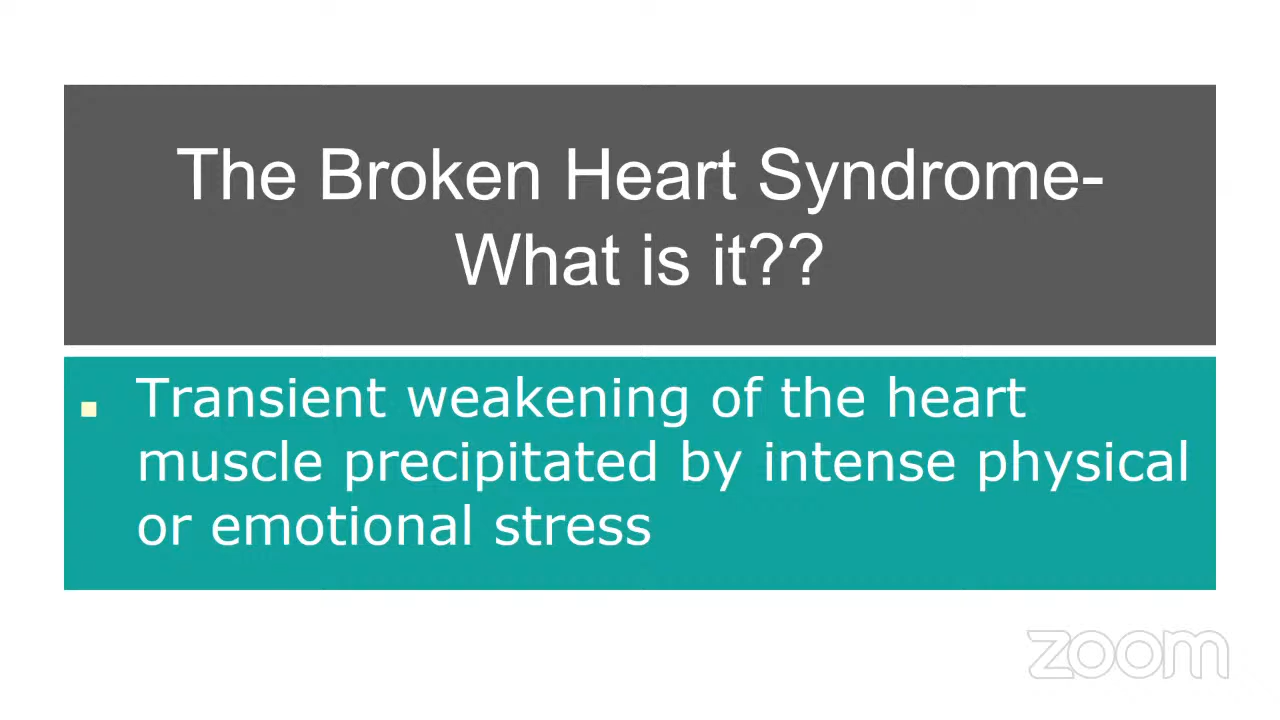 The Broken Heart Syndrome-
What is it??
▪ Transient weakening of the heart
muscle precipitated by intense physical
or emotional stress
zoom